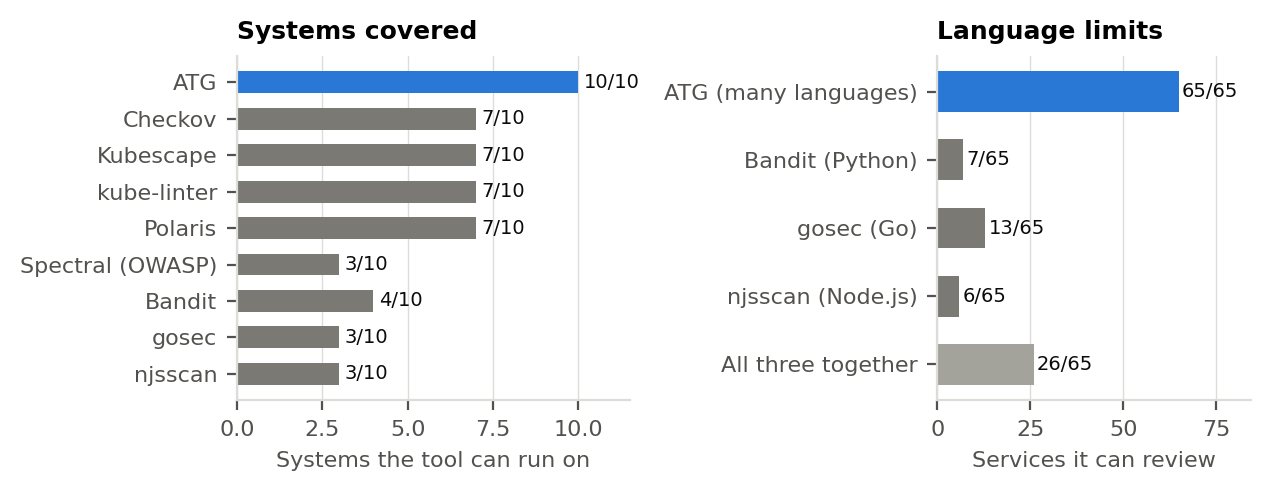 Systems covered
ATG 10/10
Checkov 7/10
Kubescape 7/10
kube-linter 7/10
Polaris 7/10
Spectral (OWASP) 3/10
Bandit 4/10
gosec 3/10
njsscan 3/10
0.0 2.5 5.0 7.5 10.0
Systems the tool can run on
Language limits
ATG (many languages) 65/65
Bandit (Python) 7/65
gosec (Go) 13/65
njsscan (Node.js) 6/65
All three together 26/65
0 25 50 75
Services it can review